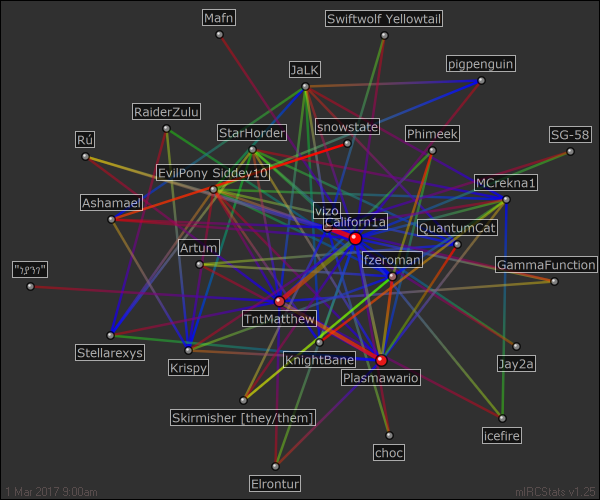 Mafn
Swiftwolf Yellowtail
JaLK
pigpenguin
RaiderZulu
StarHorder
snowstate
Phimeek
SG-58
Rú
EvilPony Siddey10
MCrekna1
Ashamael
vizo
Californ1a
QuantumCat
Artum
fzeroman
GammaFunction
TntMatthew
Stellarexys
Krispy
KnightBane
Plasmawario
Jay2a
Skirmisher [they/them]
icefire
choc
Elrontur
1 Mar 2017 9:00am
mIRCStats v1.25